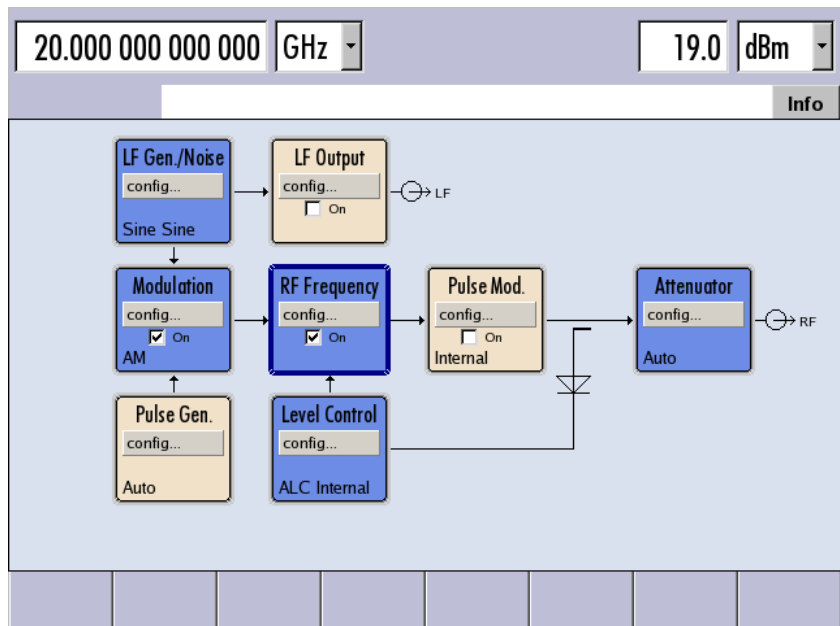 20.000 000 000 000 GHz 19.0 dBm
Info
LF Gen./Noise
config...
Sine Sine
LF Output
config...
On
LF
Modulation
config...
On
AM
RF Frequency
config...
On
Pulse Mod.
config...
On
Internal
Attenuator
config...
Auto
RF
Pulse Gen.
config...
Auto
Level Control
config...
ALC Internal